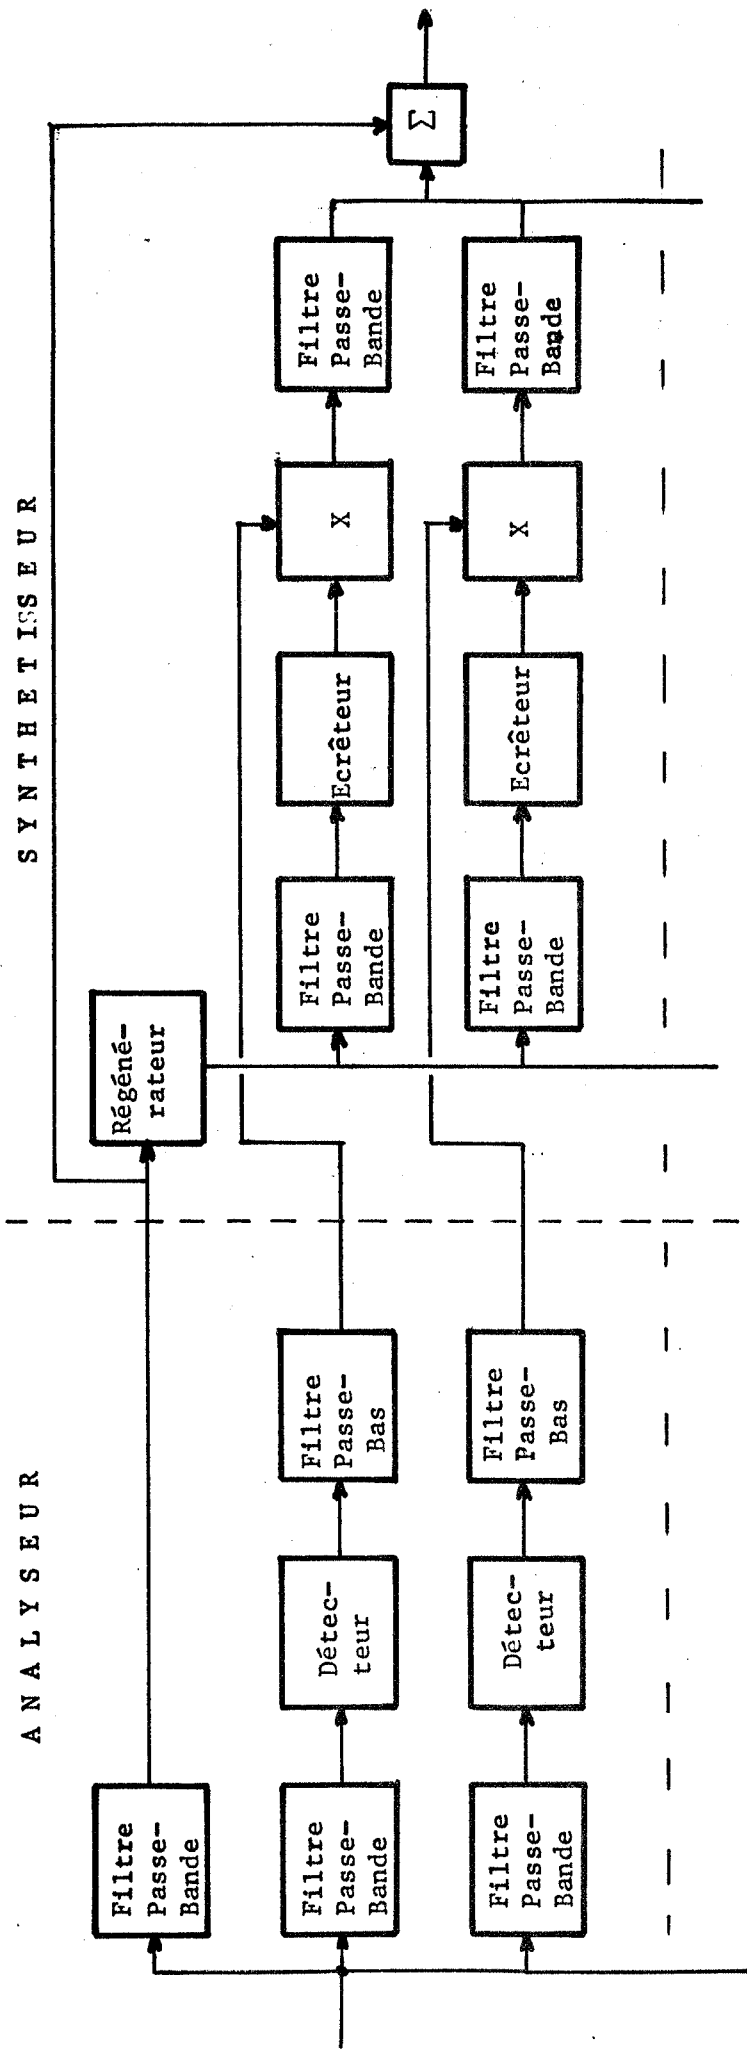 ANALYSEUR
SYNTHETISEUR
Filtre
Passe-
Bande
Régéné-
rateur
Σ
Filtre
Passe-
Bande
Détec-
teur
Filtre
Passe-
Bas
Filtre
Passe-
Bande
Ecrêteur
X
Filtre
Passe-
Bande
Filtre
Passe-
Bande
Détec-
teur
Filtre
Passe-
Bas
Filtre
Passe-
Bande
Ecrêteur
X
Filtre
Passe-
Bande